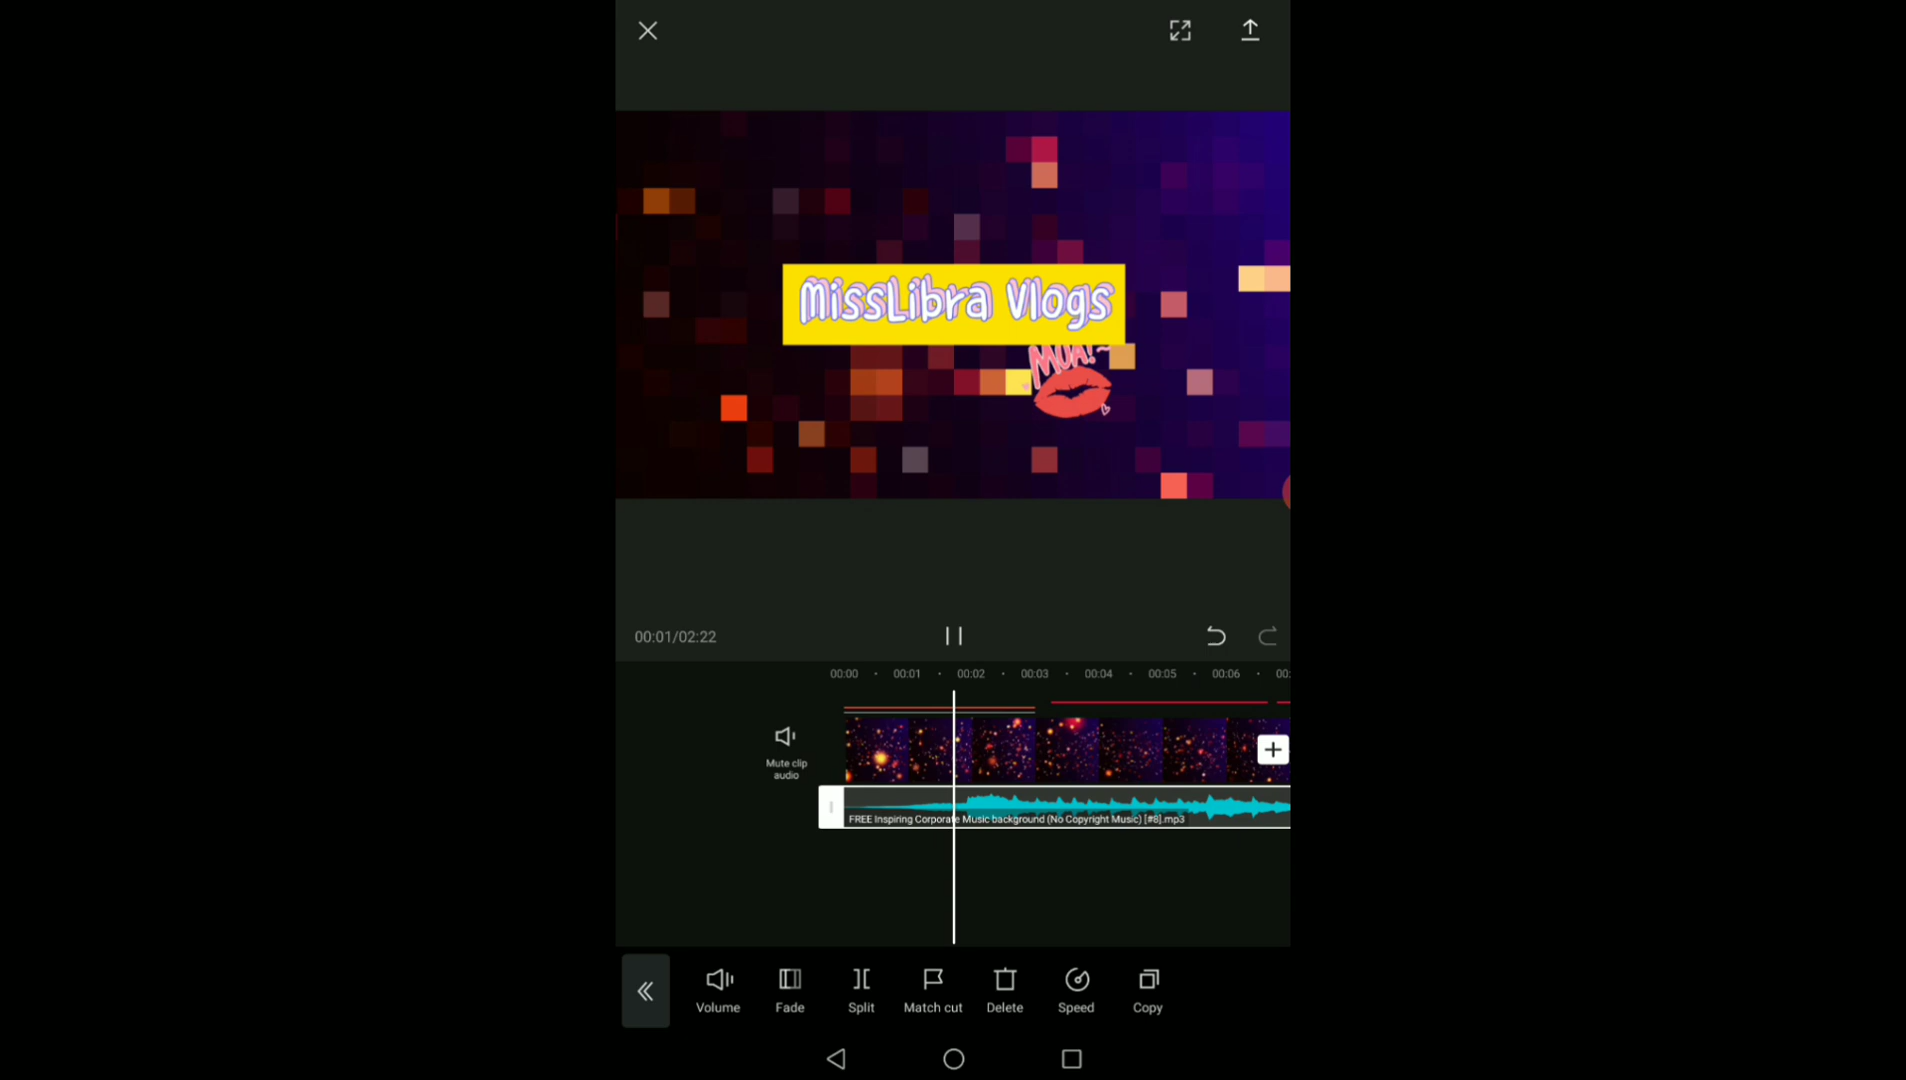 MissLibra Vlogs
MUA!~
00:01/02:22
00:00 00:01 00:02 00:03 00:04 00:05 00:06 00:
Mute clip
audio
FREE Inspiring Corporate Music background (No Copyright Music) [#8].mp3
Volume Fade Split Match cut Delete Speed Copy